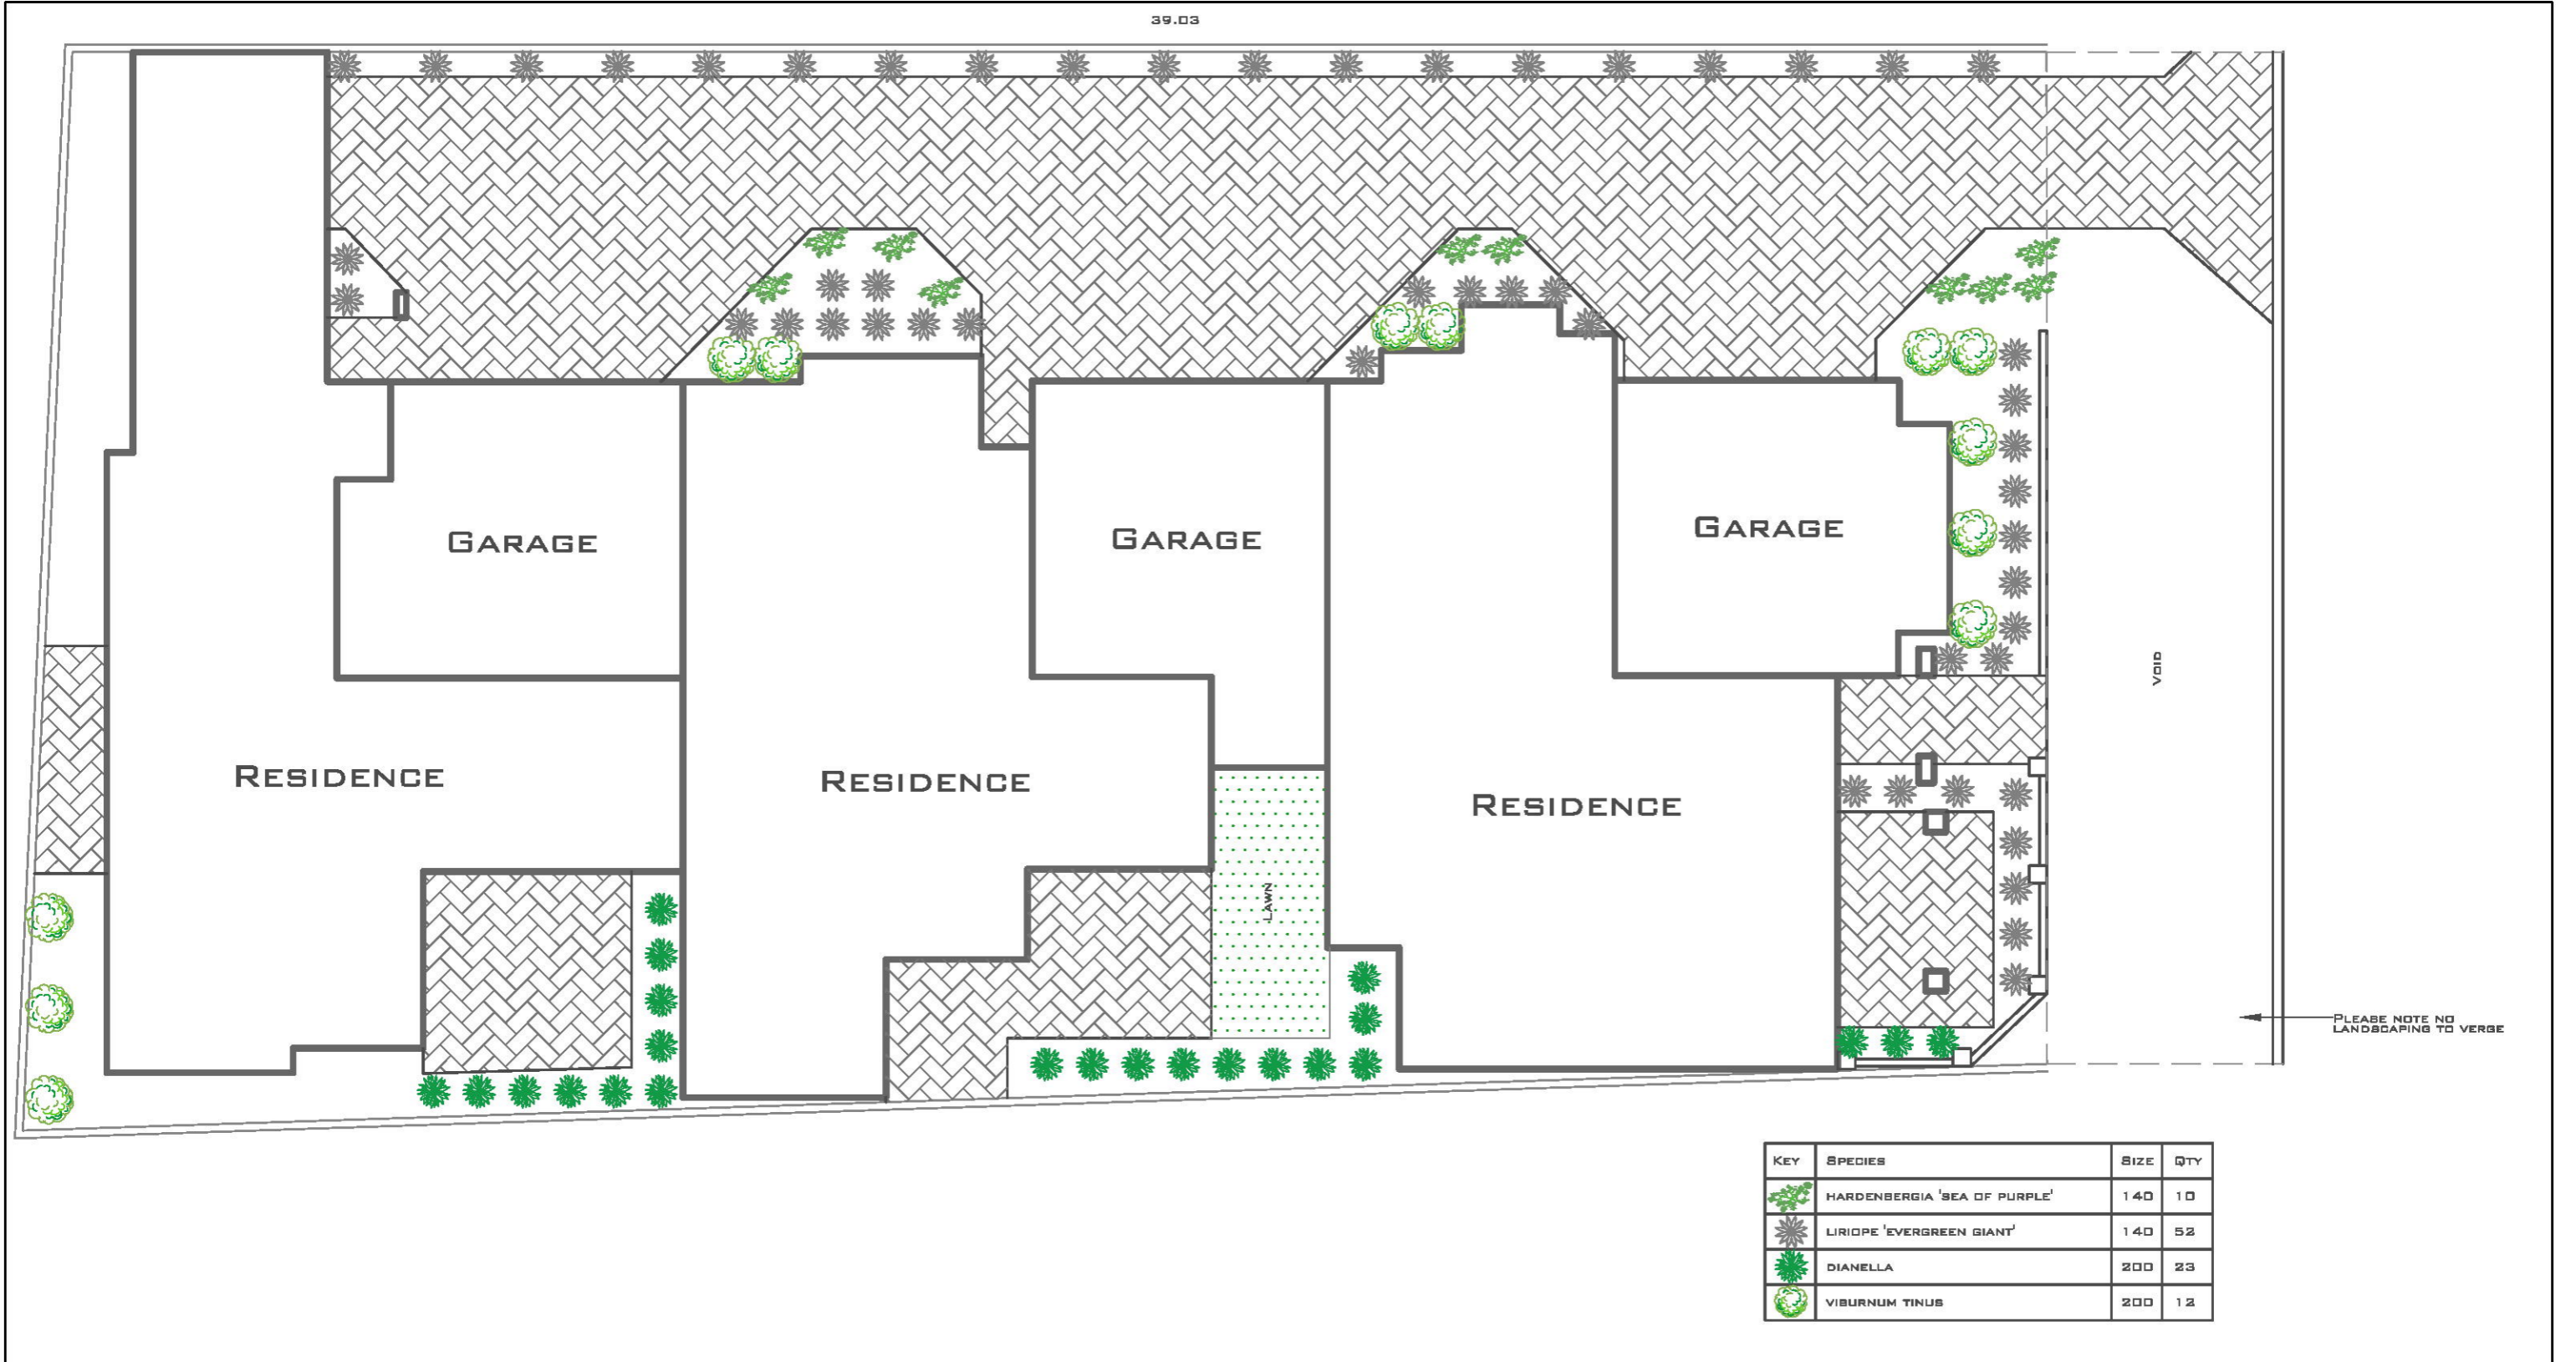 39.03
GARAGE
GARAGE
GARAGE
RESIDENCE
RESIDENCE
RESIDENCE
LAWN
VOID
PLEASE NOTE NO
LANDSCAPING TO VERGE
KEY SPECIES SIZE QTY
HARDENBERGIA 'SEA OF PURPLE' 140 10
LIRIOPE 'EVERGREEN GIANT' 140 52
DIANELLA 200 23
VIBURNUM TINUS 200 12